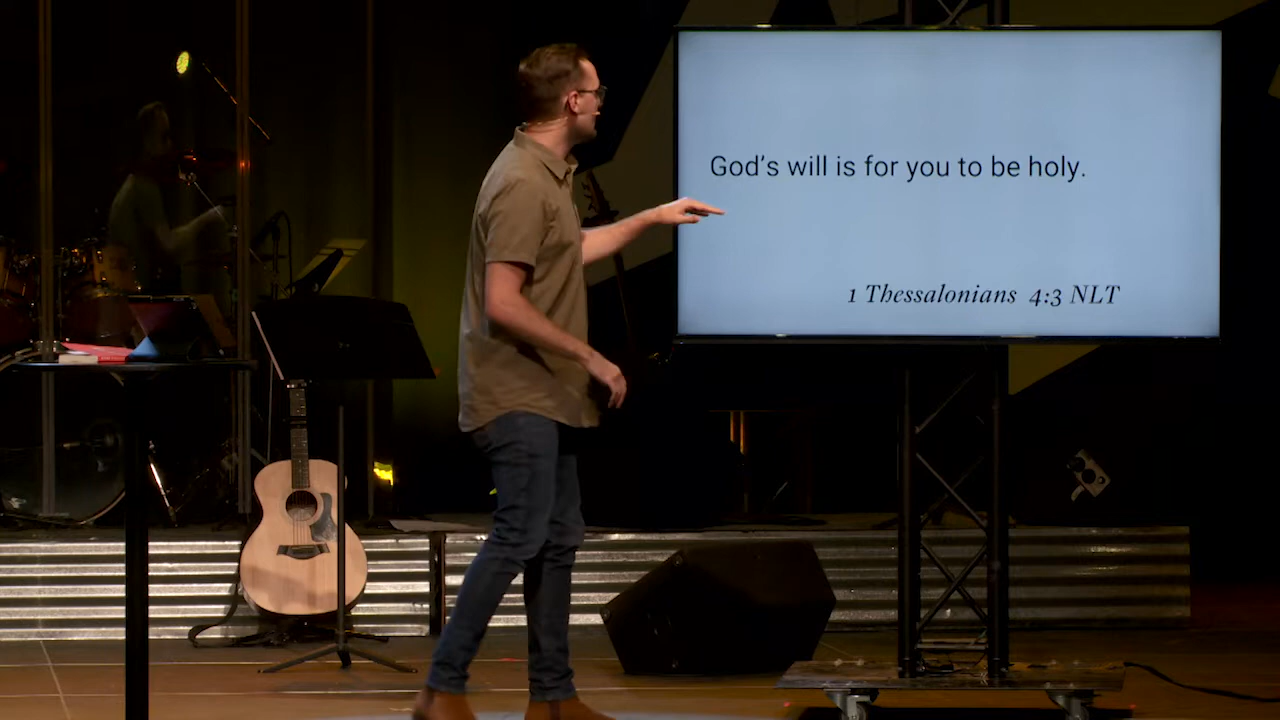 God’s will is for you to be holy.
1 Thessalonians 4:3 NLT